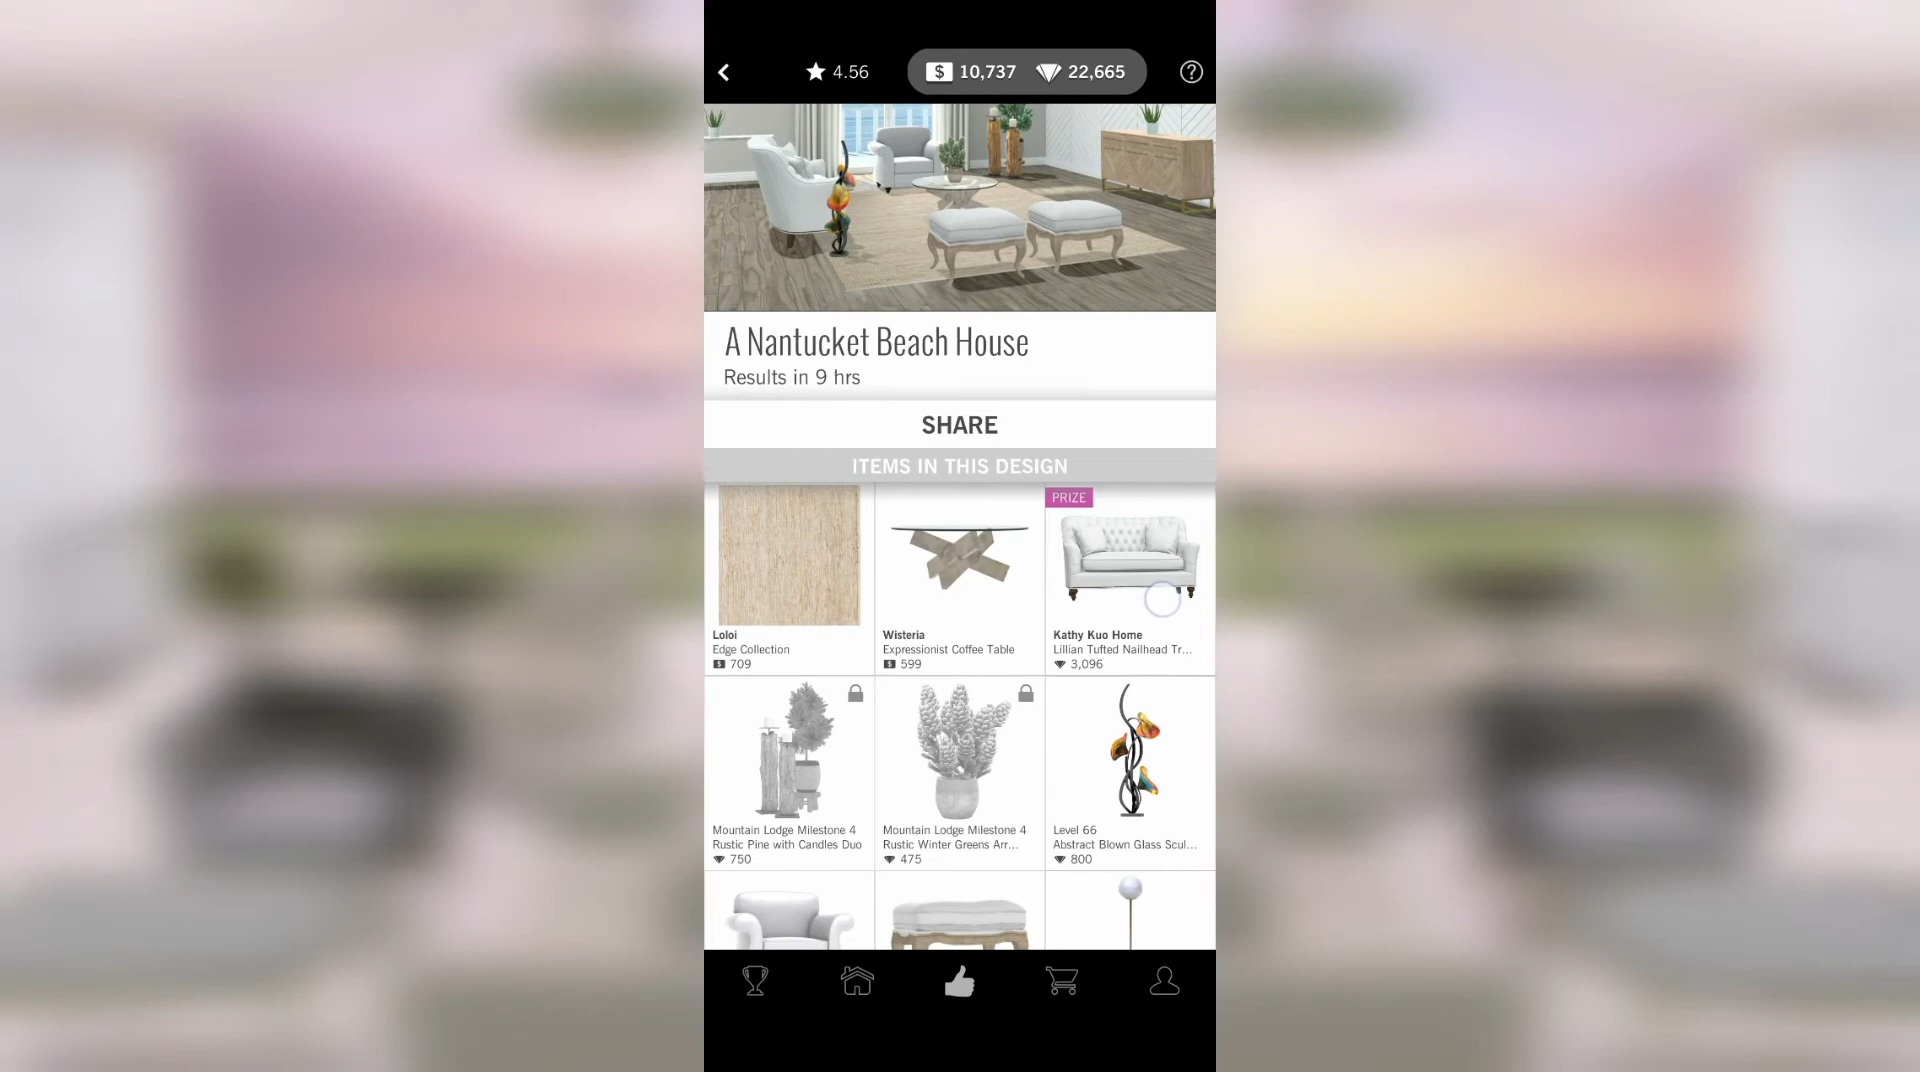 4.56
$ 10,737 22,665
?
A Nantucket Beach House
Results in 9 hrs
SHARE
ITEMS IN THIS DESIGN
PRIZE
Loloi
Edge Collection
$ 709
Wisteria
Expressionist Coffee Table
$ 599
Kathy Kuo Home
Lillian Tufted Nailhead Tr...
3,096
Mountain Lodge Milestone 4
Rustic Pine with Candles Duo
750
Mountain Lodge Milestone 4
Rustic Winter Greens Arr...
475
Level 66
Abstract Blown Glass Scul...
800